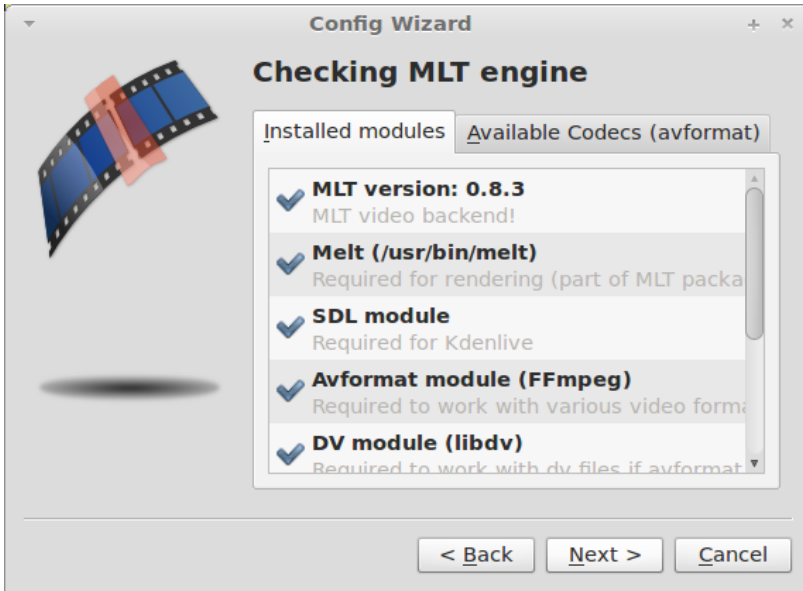 Config Wizard
Checking MLT engine
Installed modules
Available Codecs (avformat)
MLT version: 0.8.3
MLT video backend!
Melt (/usr/bin/melt)
Required for rendering (part of MLT packa
SDL module
Required for Kdenlive
Avformat module (FFmpeg)
Required to work with various video forma
DV module (libdv)
Required to work with dv files if avformat
< Back
Next >
Cancel